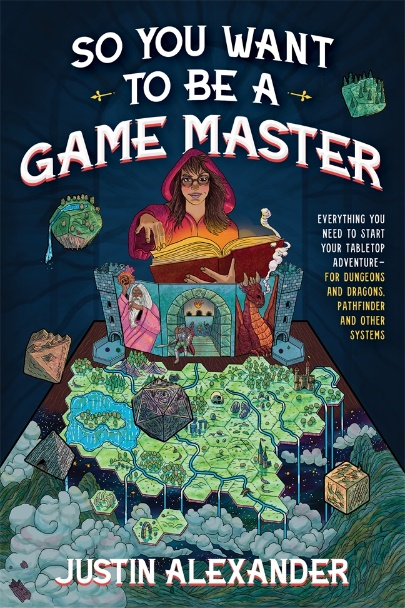 SO YOU WANT
TO BE A
GAME MASTER
EVERYTHING YOU
NEED TO START
YOUR TABLETOP
ADVENTURE—
FOR DUNGEONS
AND DRAGONS,
PATHFINDER
AND OTHER
SYSTEMS
JUSTIN ALEXANDER